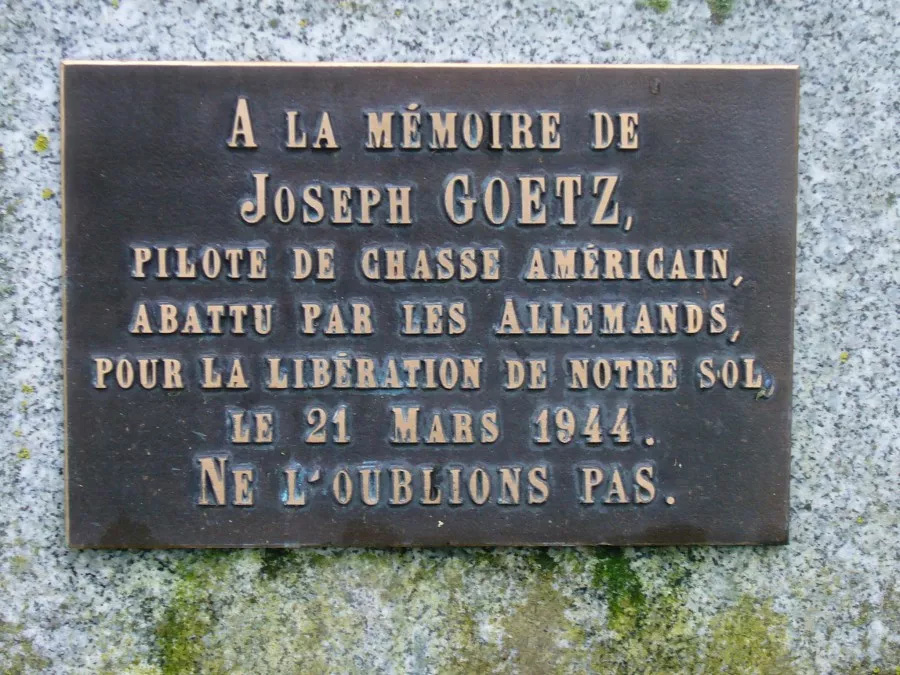 A LA MÉMOIRE DE
JOSEPH GOETZ,
PILOTE DE CHASSE AMÉRICAIN,
ABATTU PAR LES ALLEMANDS,
POUR LA LIBÉRATION DE NOTRE SOL,
LE 21 MARS 1944.
NE L'OUBLIONS PAS.